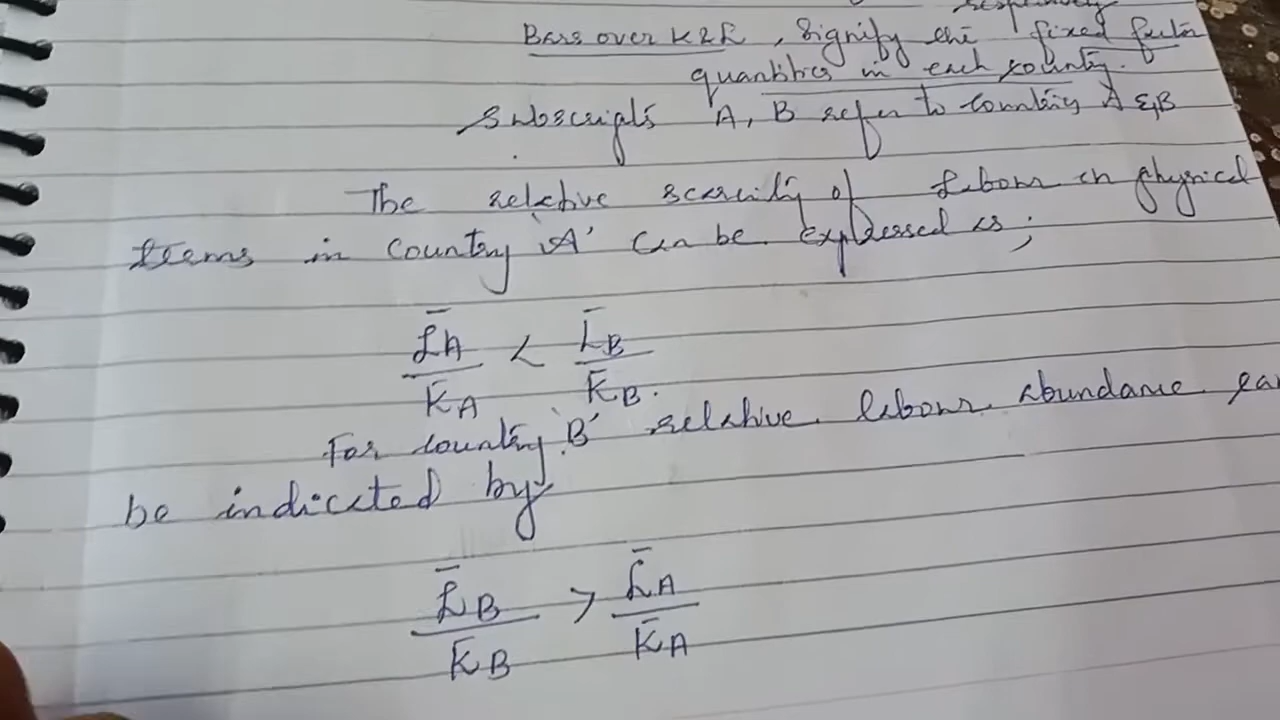 respectively
Bars over K & L, Signify the fixed factor
quantities in each country.
Subscripts A, B refer to Country A & B
The relative scarcity of Labour in physical
terms in country 'A' can be expressed as;
L̄A/K̄A < L̄B/K̄B.
For country 'B' relative labour abundance can
be indicated by
L̄B/K̄B > L̄A/K̄A